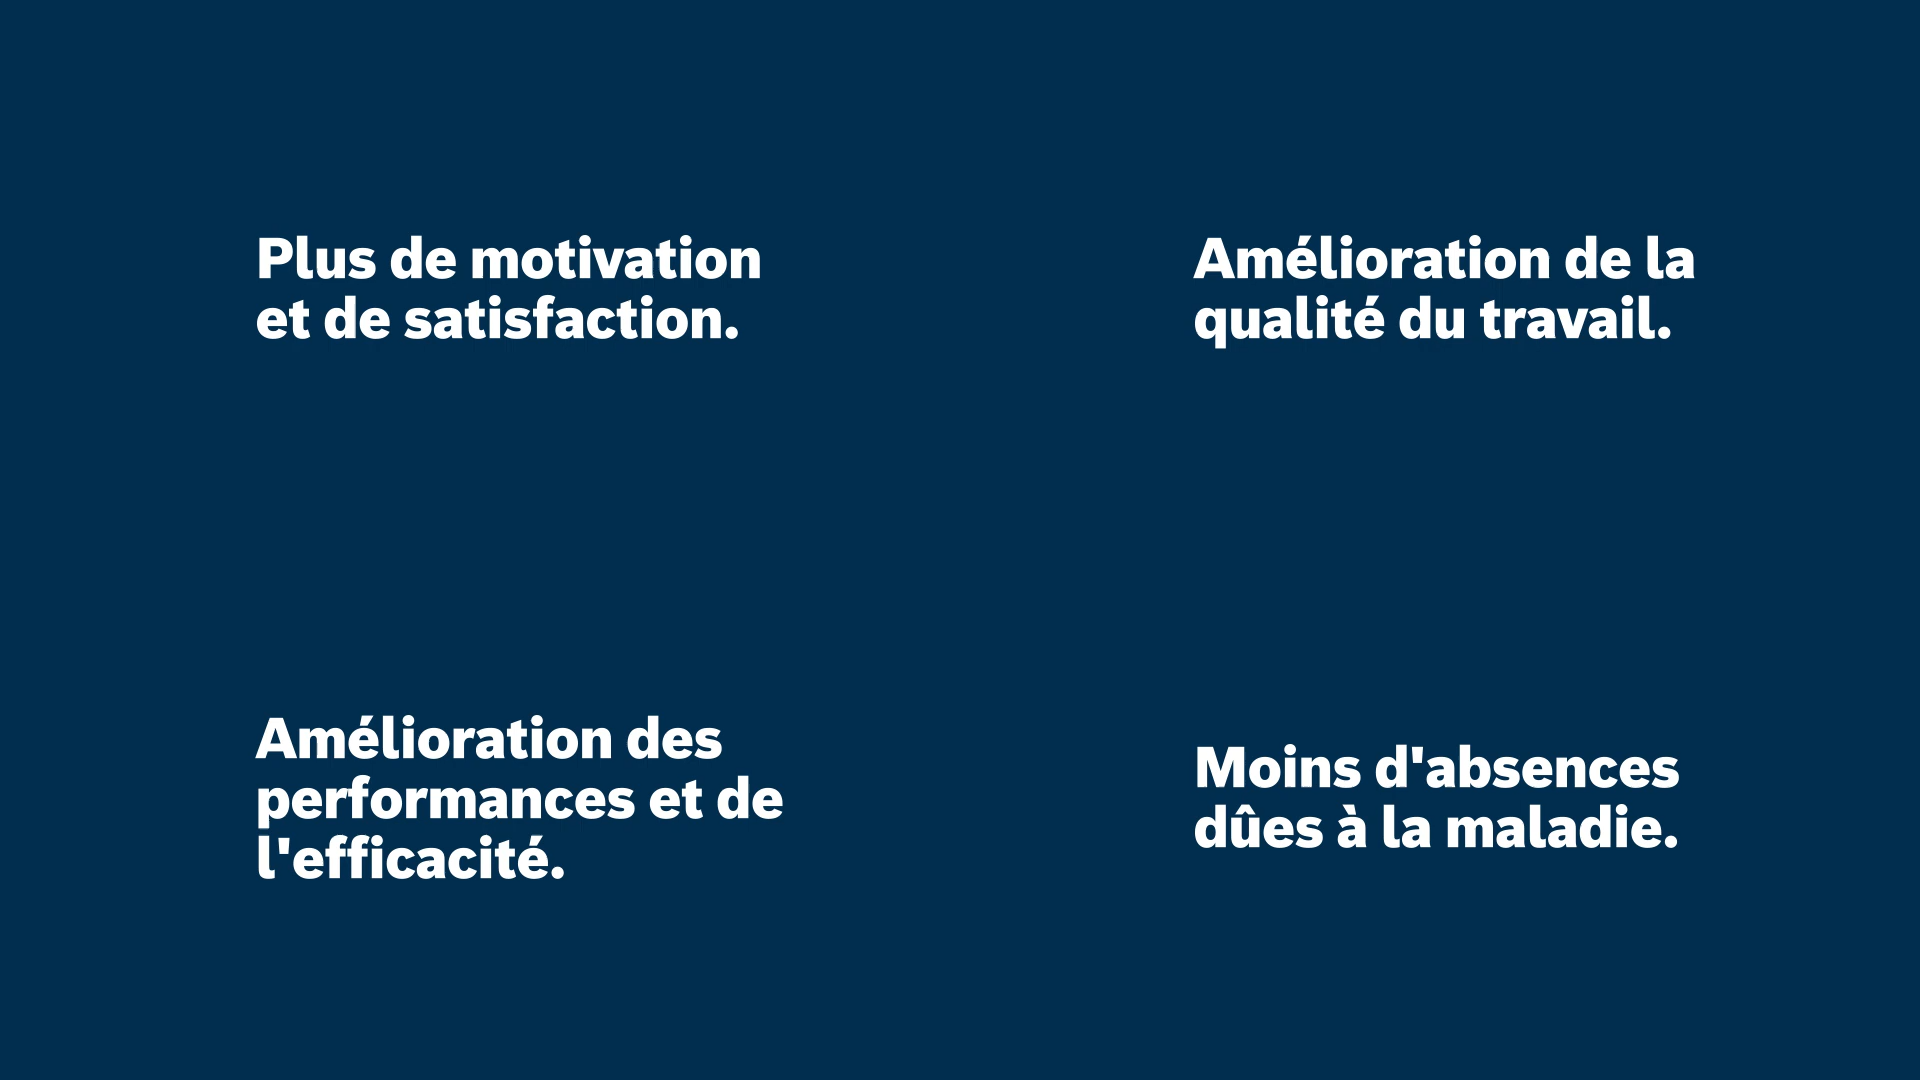 Plus de motivation
et de satisfaction.
Amélioration de la
qualité du travail.
Amélioration des
performances et de
l'efficacité.
Moins d'absences
dûes à la maladie.